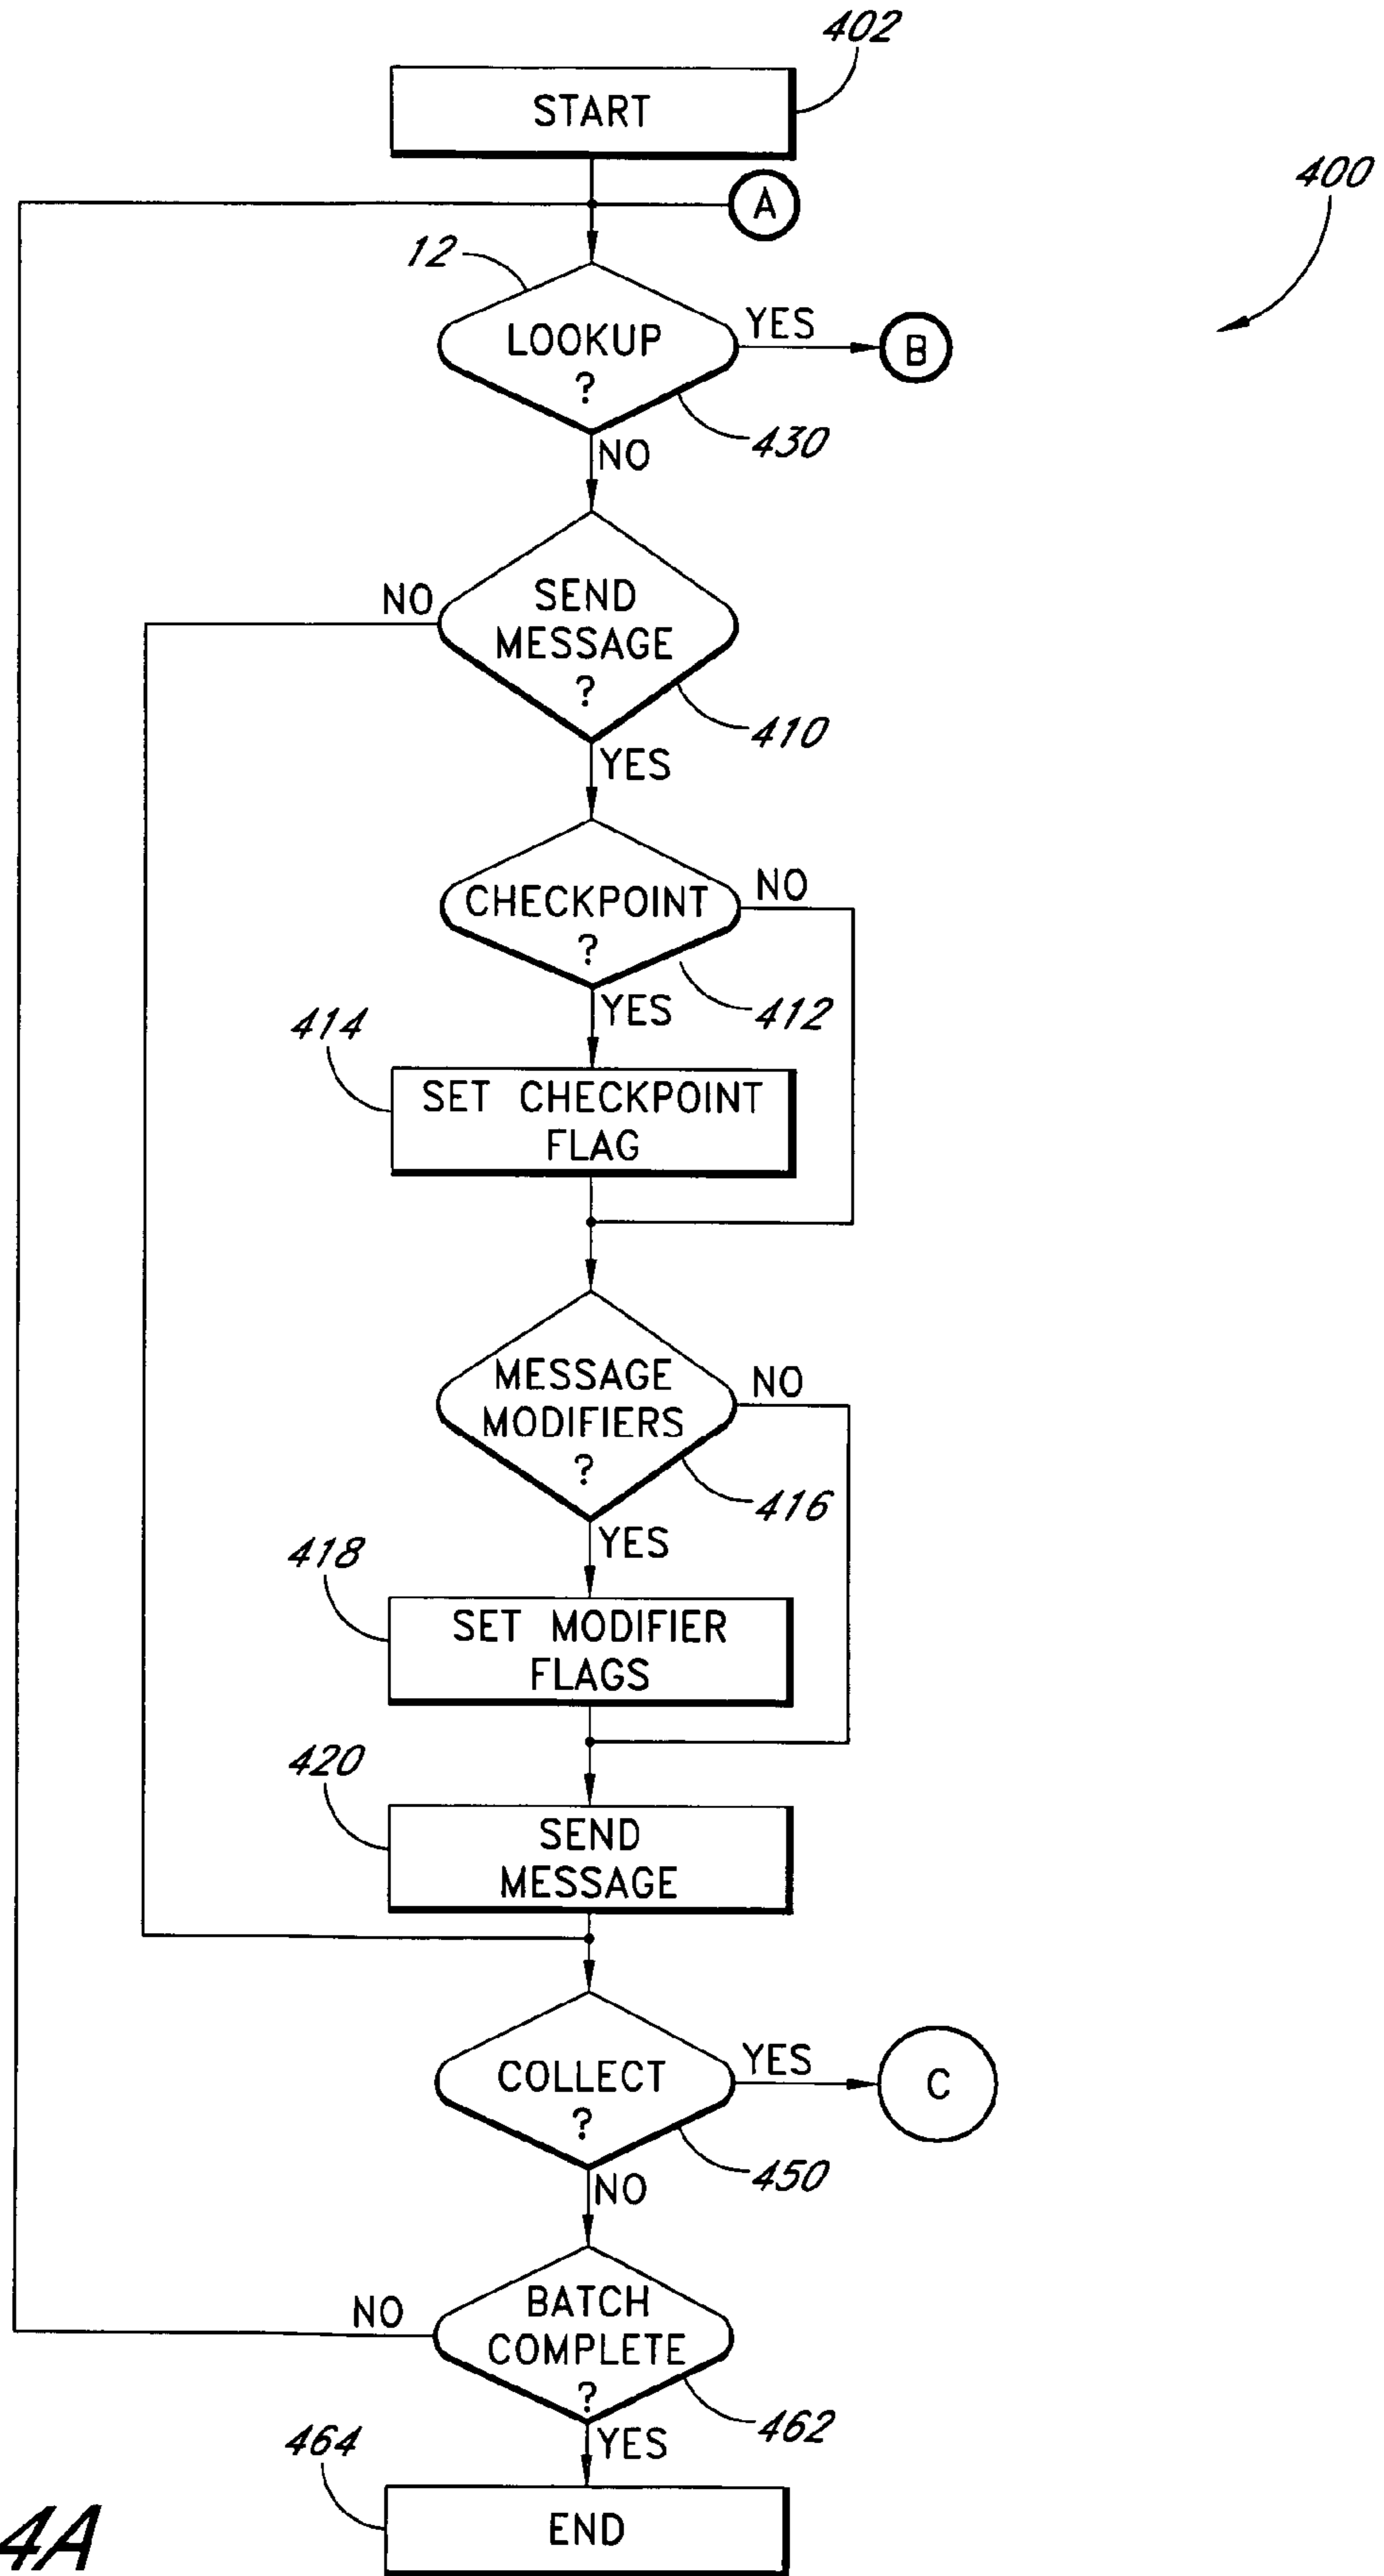 402
START
400
A
12
LOOKUP
?
YES
B
430
NO
SEND
MESSAGE
?
NO
410
YES
CHECKPOINT
?
NO
412
YES
414
SET CHECKPOINT
FLAG
MESSAGE
MODIFIERS
?
NO
416
YES
418
SET MODIFIER
FLAGS
420
SEND
MESSAGE
COLLECT
?
YES
C
450
NO
BATCH
COMPLETE
?
NO
462
YES
464
END
4A